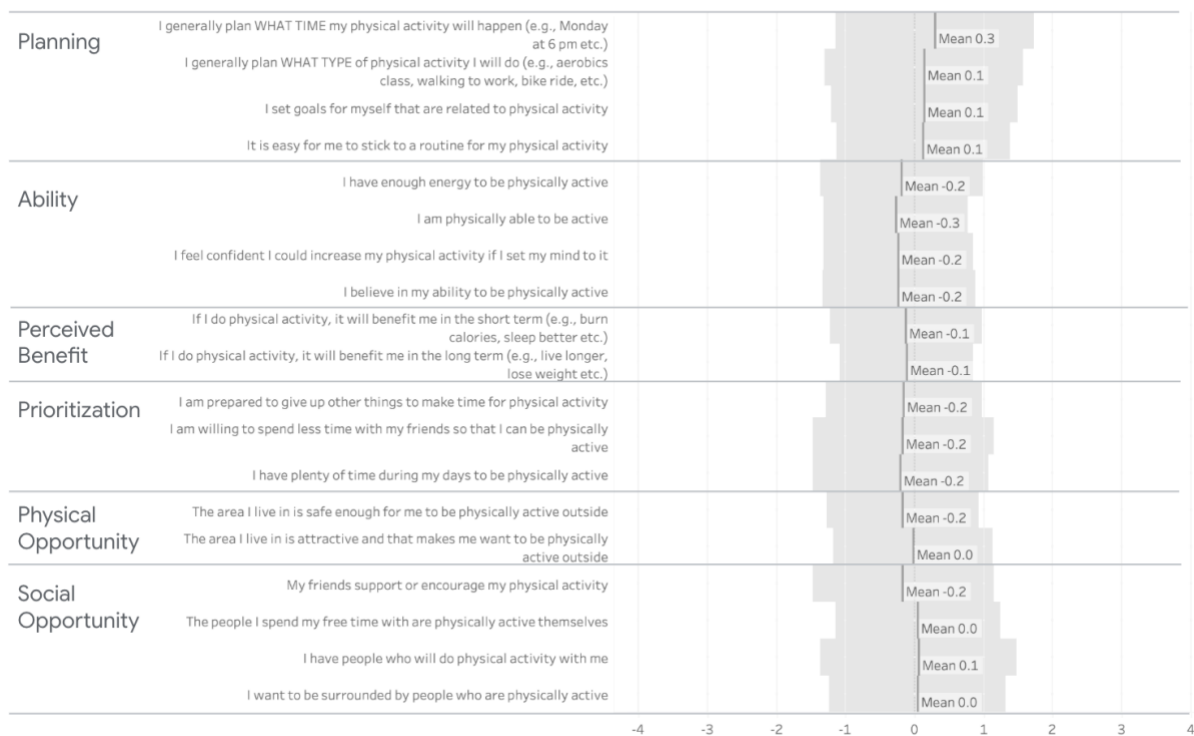 Planning
I generally plan WHAT TIME my physical activity will happen (e.g., Monday
at 6 pm etc.)
Mean 0.3
I generally plan WHAT TYPE of physical activity I will do (e.g., aerobics
class, walking to work, bike ride, etc.)
Mean 0.1
I set goals for myself that are related to physical activity
Mean 0.1
It is easy for me to stick to a routine for my physical activity
Mean 0.1
Ability
I have enough energy to be physically active
Mean -0.2
I am physically able to be active
Mean -0.3
I feel confident I could increase my physical activity if I set my mind to it
Mean -0.2
I believe in my ability to be physically active
Mean -0.2
Perceived
Benefit
If I do physical activity, it will benefit me in the short term (e.g., burn
calories, sleep better etc.)
Mean -0.1
If I do physical activity, it will benefit me in the long term (e.g., live longer,
lose weight etc.)
Mean -0.1
Prioritization
I am prepared to give up other things to make time for physical activity
Mean -0.2
I am willing to spend less time with my friends so that I can be physically
active
Mean -0.2
I have plenty of time during my days to be physically active
Mean -0.2
Physical
Opportunity
The area I live in is safe enough for me to be physically active outside
Mean -0.2
The area I live in is attractive and that makes me want to be physically
active outside
Mean 0.0
Social
Opportunity
My friends support or encourage my physical activity
Mean -0.2
The people I spend my free time with are physically active themselves
Mean 0.0
I have people who will do physical activity with me
Mean 0.1
I want to be surrounded by people who are physically active
Mean 0.0
-4 -3 -2 -1 0 1 2 3 4